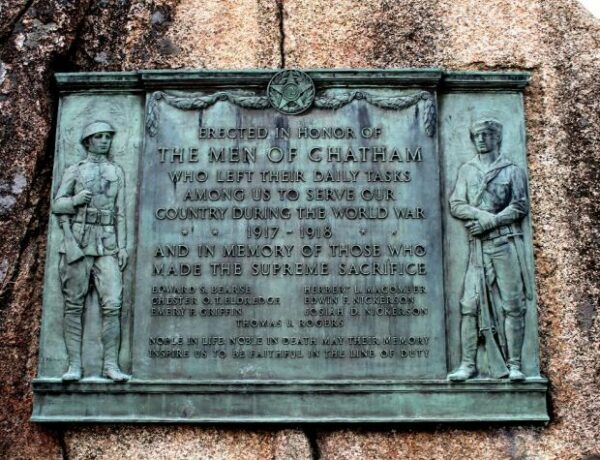 ERECTED IN HONOR OF
THE MEN OF CHATHAM
WHO LEFT THEIR DAILY TASKS
AMONG US TO SERVE OUR
COUNTRY DURING THE WORLD WAR
1917 - 1918
AND IN MEMORY OF THOSE WHO
MADE THE SUPREME SACRIFICE
EDWARD S. BEARSE HERBERT L. MACOMBER
CHESTER O. T. ELDREDGH EDWIN F. NICKERSON
EMERY F. GRIFFIN JOSIAH D. NICKERSON
THOMAS J. ROGERS
NOBLE IN LIFE NOBLE IN DEATH MAY THEIR MEMORY
INSPIRE US TO BE FAITHFUL IN THE LINE OF DUTY